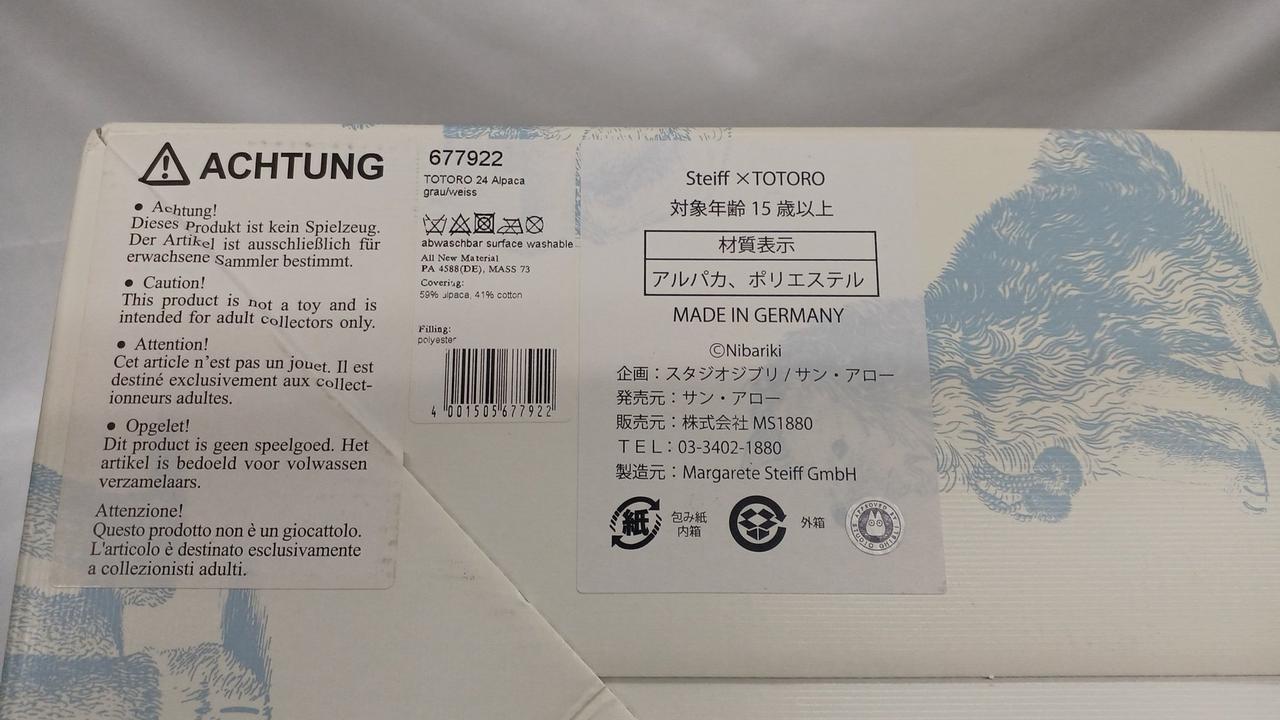 ACHTUNG
● Achtung!
Dieses Produkt ist kein Spielzeug.
Der Artikel ist ausschließlich für
erwachsene Sammler bestimmt.
● Caution!
This product is not a toy and is
intended for adult collectors only.
● Attention!
Cet article n'est pas un jouet. Il est
destiné exclusivement aux collect-
ionneurs adultes.
● Opgelet!
Dit product is geen speelgoed. Het
artikel is bedoeld voor volwassen
verzamelaars.
Attenzione!
Questo prodotto non è un giocattolo.
L'articolo è destinato esclusivamente
a collezionisti adulti.
677922
TOTORO 24 Alpaca
grau/weiss
abwaschbar surface washable
All New Material
PA 4588(DE), MASS 73
Covering:
59% alpaca, 41% cotton
Filling:
polyester
4 001505 677922
Steiff ×TOTORO
対象年齢 15 歳以上
材質表示
アルパカ、ポリエステル
MADE IN GERMANY
©Nibariki
企画：スタジオジブリ / サン・アロー
発売元：サン・アロー
販売元：株式会社 MS1880
ＴＥＬ：03-3402-1880
製造元：Margarete Steiff GmbH
紙
包み紙
内箱
外箱